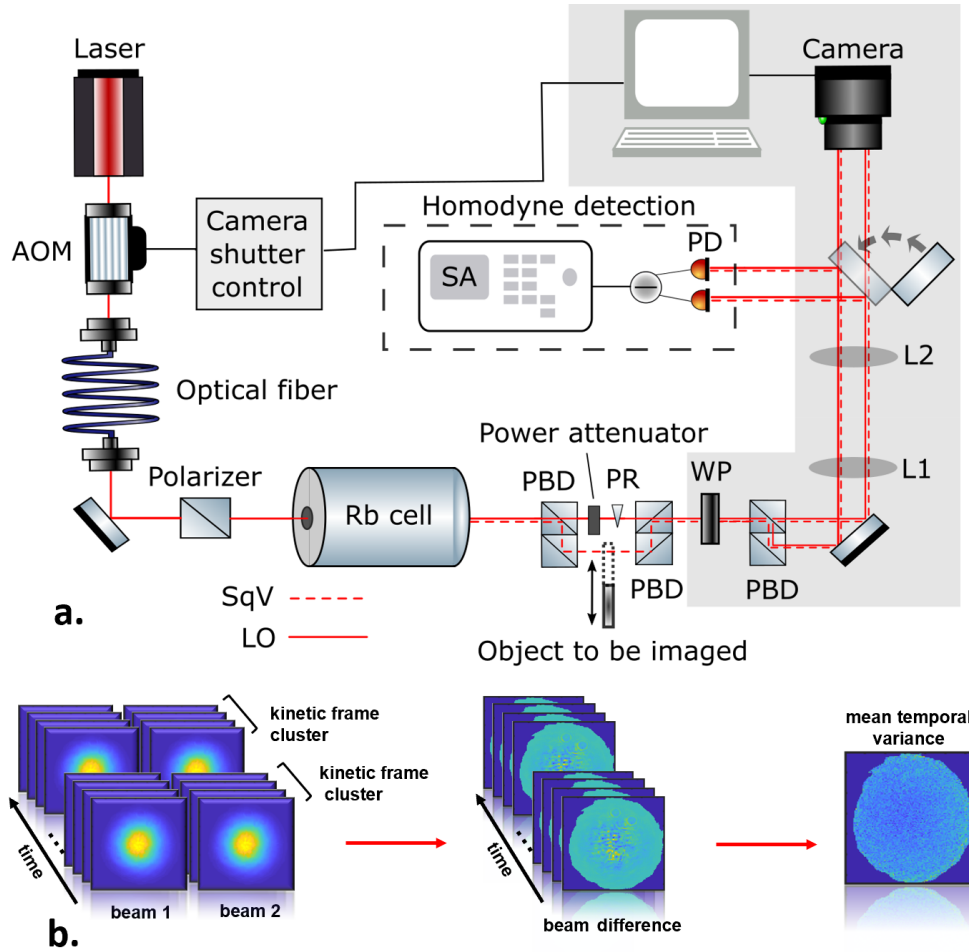 Laser
Camera
AOM
Camera
shutter
control
Homodyne detection
PD
SA
L2
Optical fiber
Power attenuator
L1
Polarizer
PBD
PR
WP
Rb cell
PBD
PBD
SqV
a.
LO
Object to be imaged
kinetic frame
cluster
mean temporal
variance
kinetic frame
cluster
time
time
beam 1
beam 2
beam difference
b.